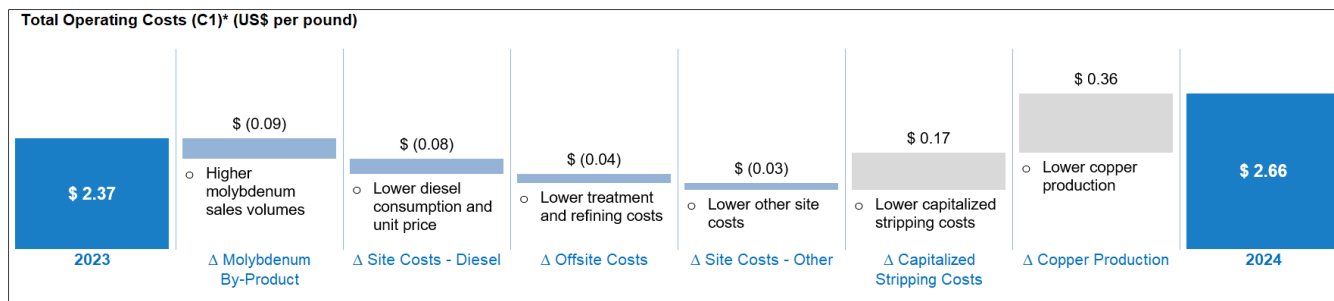 Total Operating Costs (C1)* (US$ per pound)
$ 2.37
2023
$ (0.09)
o Higher
molybdenum
sales volumes
Δ Molybdenum
By-Product
$ (0.08)
o Lower diesel
consumption and
unit price
Δ Site Costs - Diesel
$ (0.04)
o Lower treatment
and refining costs
Δ Offsite Costs
$ (0.03)
o Lower other site
costs
Δ Site Costs - Other
$ 0.17
o Lower capitalized
stripping costs
Δ Capitalized
Stripping Costs
$ 0.36
o Lower copper
production
Δ Copper Production
$ 2.66
2024